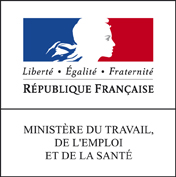 Liberté • Égalité • Fraternité
RÉPUBLIQUE FRANÇAISE
MINISTÈRE DU TRAVAIL,
DE L'EMPLOI
ET DE LA SANTÉ